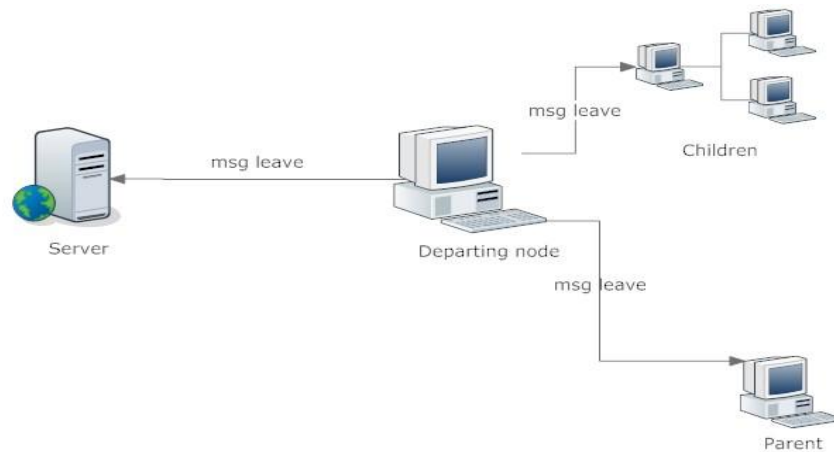 msg leave
Children
msg leave
Server
Departing node
msg leave
Parent